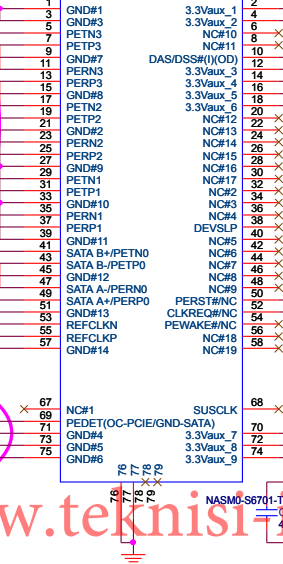 1 GND#1 3.3Vaux_1 2
3 GND#3 3.3Vaux_2 4
5 PETN3 NC#10 6
7 PETP3 NC#11 8
9 GND#7 DAS/DSS#(I)(OD) 10
11 PERN3 3.3Vaux_3 12
13 PERP3 3.3Vaux_4 14
15 GND#8 3.3Vaux_5 16
17 PETN2 3.3Vaux_6 18
19 PETP2 NC#12 20
21 GND#2 NC#13 22
23 PERN2 NC#14 24
25 PERP2 NC#15 26
27 GND#9 NC#16 28
29 PETN1 NC#17 30
31 PETP1 NC#2 32
33 GND#10 NC#3 34
35 PERN1 NC#4 36
37 PERP1 DEVSLP 38
39 GND#11 NC#5 40
41 SATA B+/PETN0 NC#6 42
43 SATA B-/PETP0 NC#7 44
45 GND#12 NC#8 46
47 SATA A-/PERN0 NC#9 48
49 SATA A+/PERP0 PERST#/NC 50
51 GND#13 CLKREQ#/NC 52
53 REFCLKN PEWAKE#/NC 54
55 REFCLKP NC#18 56
57 GND#14 NC#19 58
67 NC#1 SUSCLK 68
69 PEDET(OC-PCIE/GND-SATA)
71 GND#4 3.3Vaux_7 70
73 GND#5 3.3Vaux_8 72
75 GND#6 3.3Vaux_9 74
76 77 78 79
76 77 78 79
NASM0-S6701-T
w.teknisi-